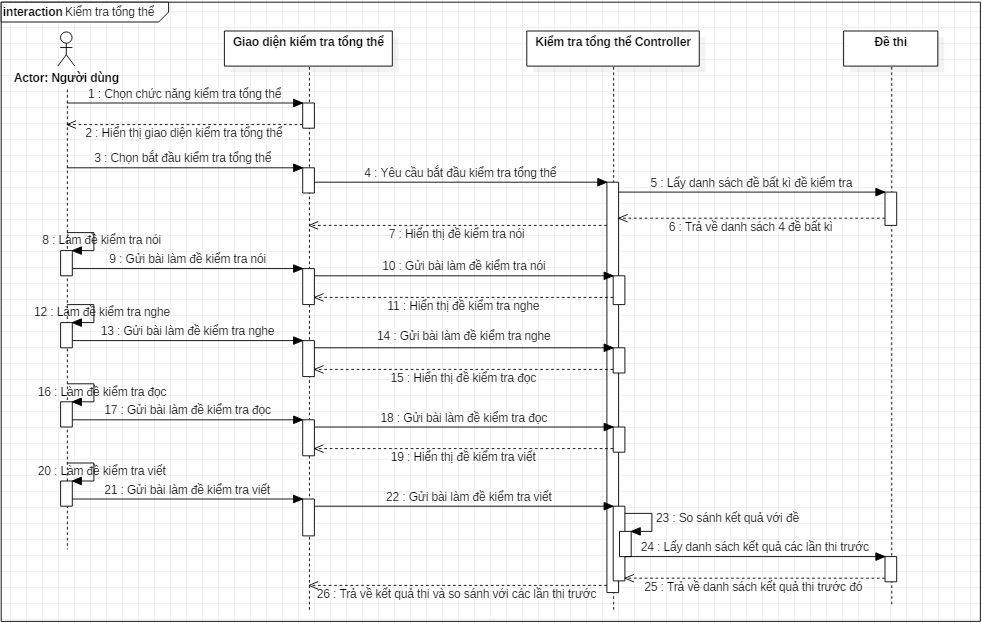 interaction Kiểm tra tổng thể
Giao diện kiểm tra tổng thể
Kiểm tra tổng thể Controller
Đề thi
Actor: Người dùng
1 : Chọn chức năng kiểm tra tổng thể
2 : Hiển thị giao diện kiểm tra tổng thể
3 : Chọn bắt đầu kiểm tra tổng thể
4 : Yêu cầu bắt đầu kiểm tra tổng thể
5 : Lấy danh sách đề bất kì đề kiểm tra
6 : Trả về danh sách 4 đề bất kì
7 : Hiển thị đề kiểm tra nói
8 : Làm đề kiểm tra nói
9 : Gửi bài làm đề kiểm tra nói
10 : Gửi bài làm đề kiểm tra nói
11 : Hiển thị đề kiểm tra nghe
12 : Làm đề kiểm tra nghe
13 : Gửi bài làm đề kiểm tra nghe
14 : Gửi bài làm đề kiểm tra nghe
15 : Hiển thị đề kiểm tra đọc
16 : Làm đề kiểm tra đọc
17 : Gửi bài làm đề kiểm tra đọc
18 : Gửi bài làm đề kiểm tra đọc
19 : Hiển thị đề kiểm tra viết
20 : Làm đề kiểm tra viết
21 : Gửi bài làm đề kiểm tra viết
22 : Gửi bài làm đề kiểm tra viết
23 : So sánh kết quả với đề
24 : Lấy danh sách kết quả các lần thi trước
25 : Trả về danh sách kết quả thi trước đó
26 : Trả về kết quả thi và so sánh với các lần thi trước